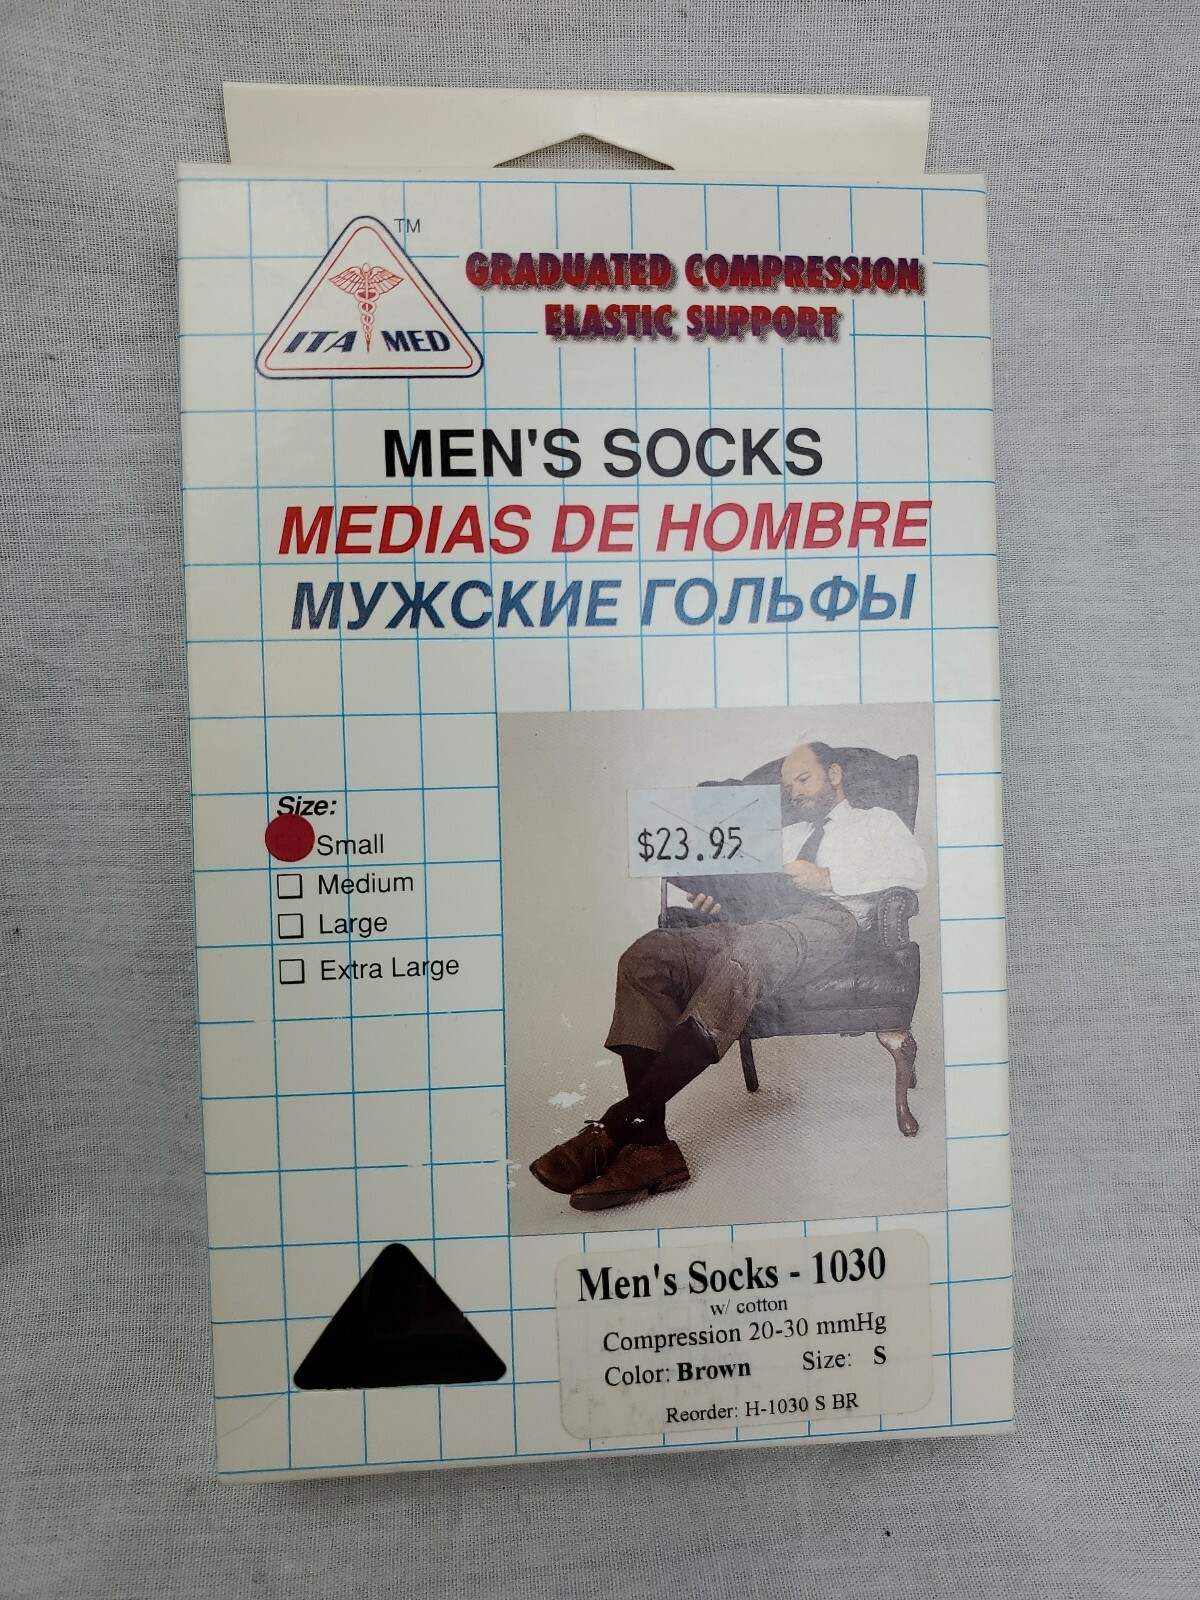 TM
ITA MED
GRADUATED COMPRESSION
ELASTIC SUPPORT
MEN'S SOCKS
MEDIAS DE HOMBRE
МУЖСКИЕ ГОЛЬФЫ
Size:
Small
Medium
Large
Extra Large
$23.95
Men's Socks - 1030
w/ cotton
Compression 20-30 mmHg
Color: Brown Size: S
Reorder: H-1030 S BR